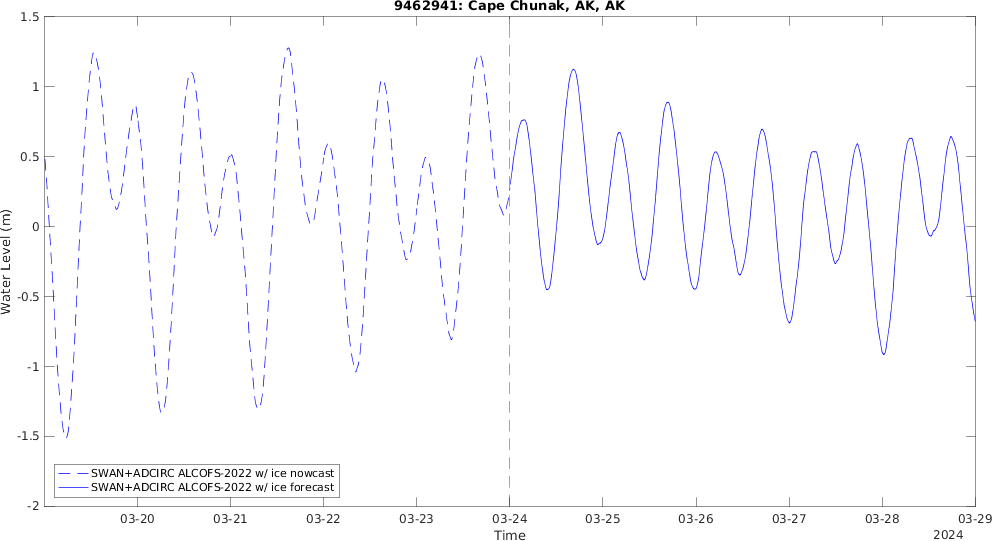 9462941: Cape Chunak, AK, AK
Water Level (m)
1.5
1
0.5
0
-0.5
-1
-1.5
-2
SWAN+ADCIRC ALCOFS-2022 w/ ice nowcast
SWAN+ADCIRC ALCOFS-2022 w/ ice forecast
03-20 03-21 03-22 03-23 03-24 03-25 03-26 03-27 03-28 03-29
Time
2024